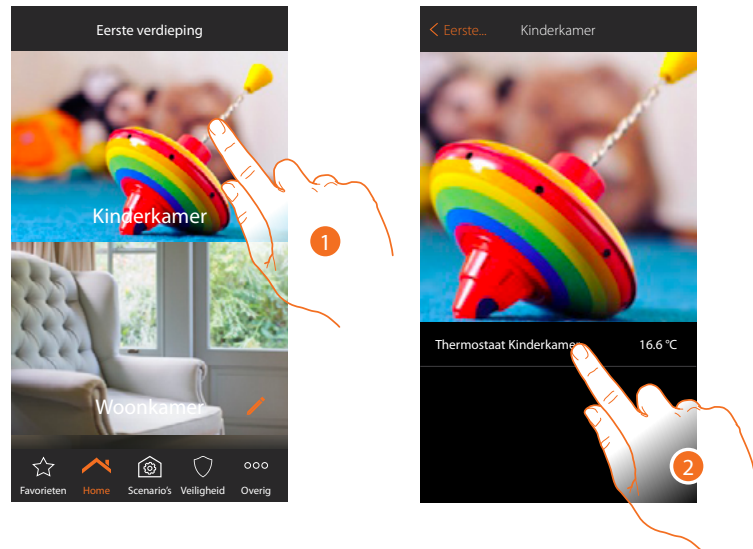 Eerste verdieping
Kinderkamer
1
Woonkamer
Favorieten Home Scenario's Veiligheid Overig
Eerste... Kinderkamer
Thermostaat Kinderkamer 16.6 °C
2